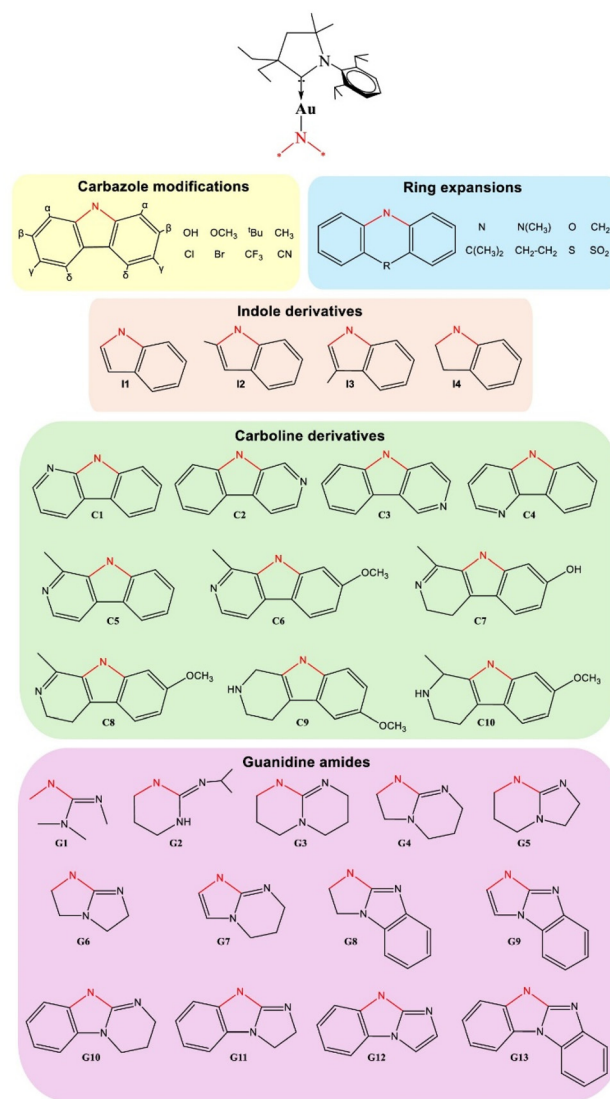 N
Au
N
* *
Carbazole modifications
N
α α
β β
γ γ
δ δ
OH OCH₃ ᵗBu CH₃
Cl Br CF₃ CN
Ring expansions
N
R
N N(CH₃) O CH₂
C(CH₃)₂ CH₂-CH₂ S SO₂
Indole derivatives
N N N N
I1 I2 I3 I4
Carboline derivatives
N N N N N
N N N
C1 C2 C3 C4
N N N
N N OCH₃ N OH
C5 C6 C7
N N N
N OCH₃ HN HN OCH₃
OCH₃
C8 C9 C10
Guanidine amides
N N N N N N N N N N
N NH N N N
G1 G2 G3 G4 G5
N N N N N N N
N N N N
G6 G7 G8 G9
N N N N N N N N
N N N N
G10 G11 G12 G13